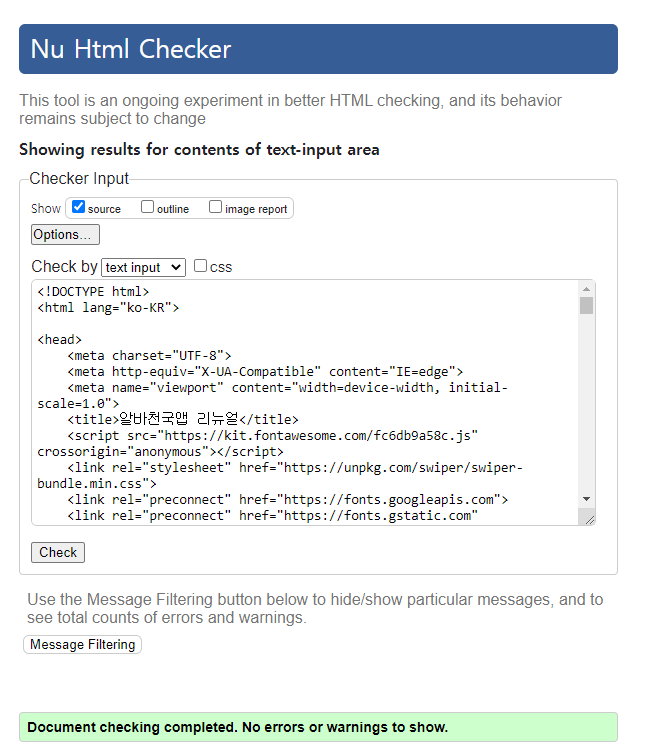 Nu Html Checker
This tool is an ongoing experiment in better HTML checking, and its behavior
remains subject to change
Showing results for contents of text-input area
Checker Input
Show source outline image report
Options...
Check by text input css
<!DOCTYPE html>
<html lang="ko-KR">
<head>
<meta charset="UTF-8">
<meta http-equiv="X-UA-Compatible" content="IE=edge">
<meta name="viewport" content="width=device-width, initial-
scale=1.0">
<title>알바천국앱 리뉴얼</title>
<script src="https://kit.fontawesome.com/fc6db9a58c.js"
crossorigin="anonymous"></script>
<link rel="stylesheet" href="https://unpkg.com/swiper/swiper-
bundle.min.css">
<link rel="preconnect" href="https://fonts.googleapis.com">
<link rel="preconnect" href="https://fonts.gstatic.com"
Check
Use the Message Filtering button below to hide/show particular messages, and to
see total counts of errors and warnings.
Message Filtering
Document checking completed. No errors or warnings to show.